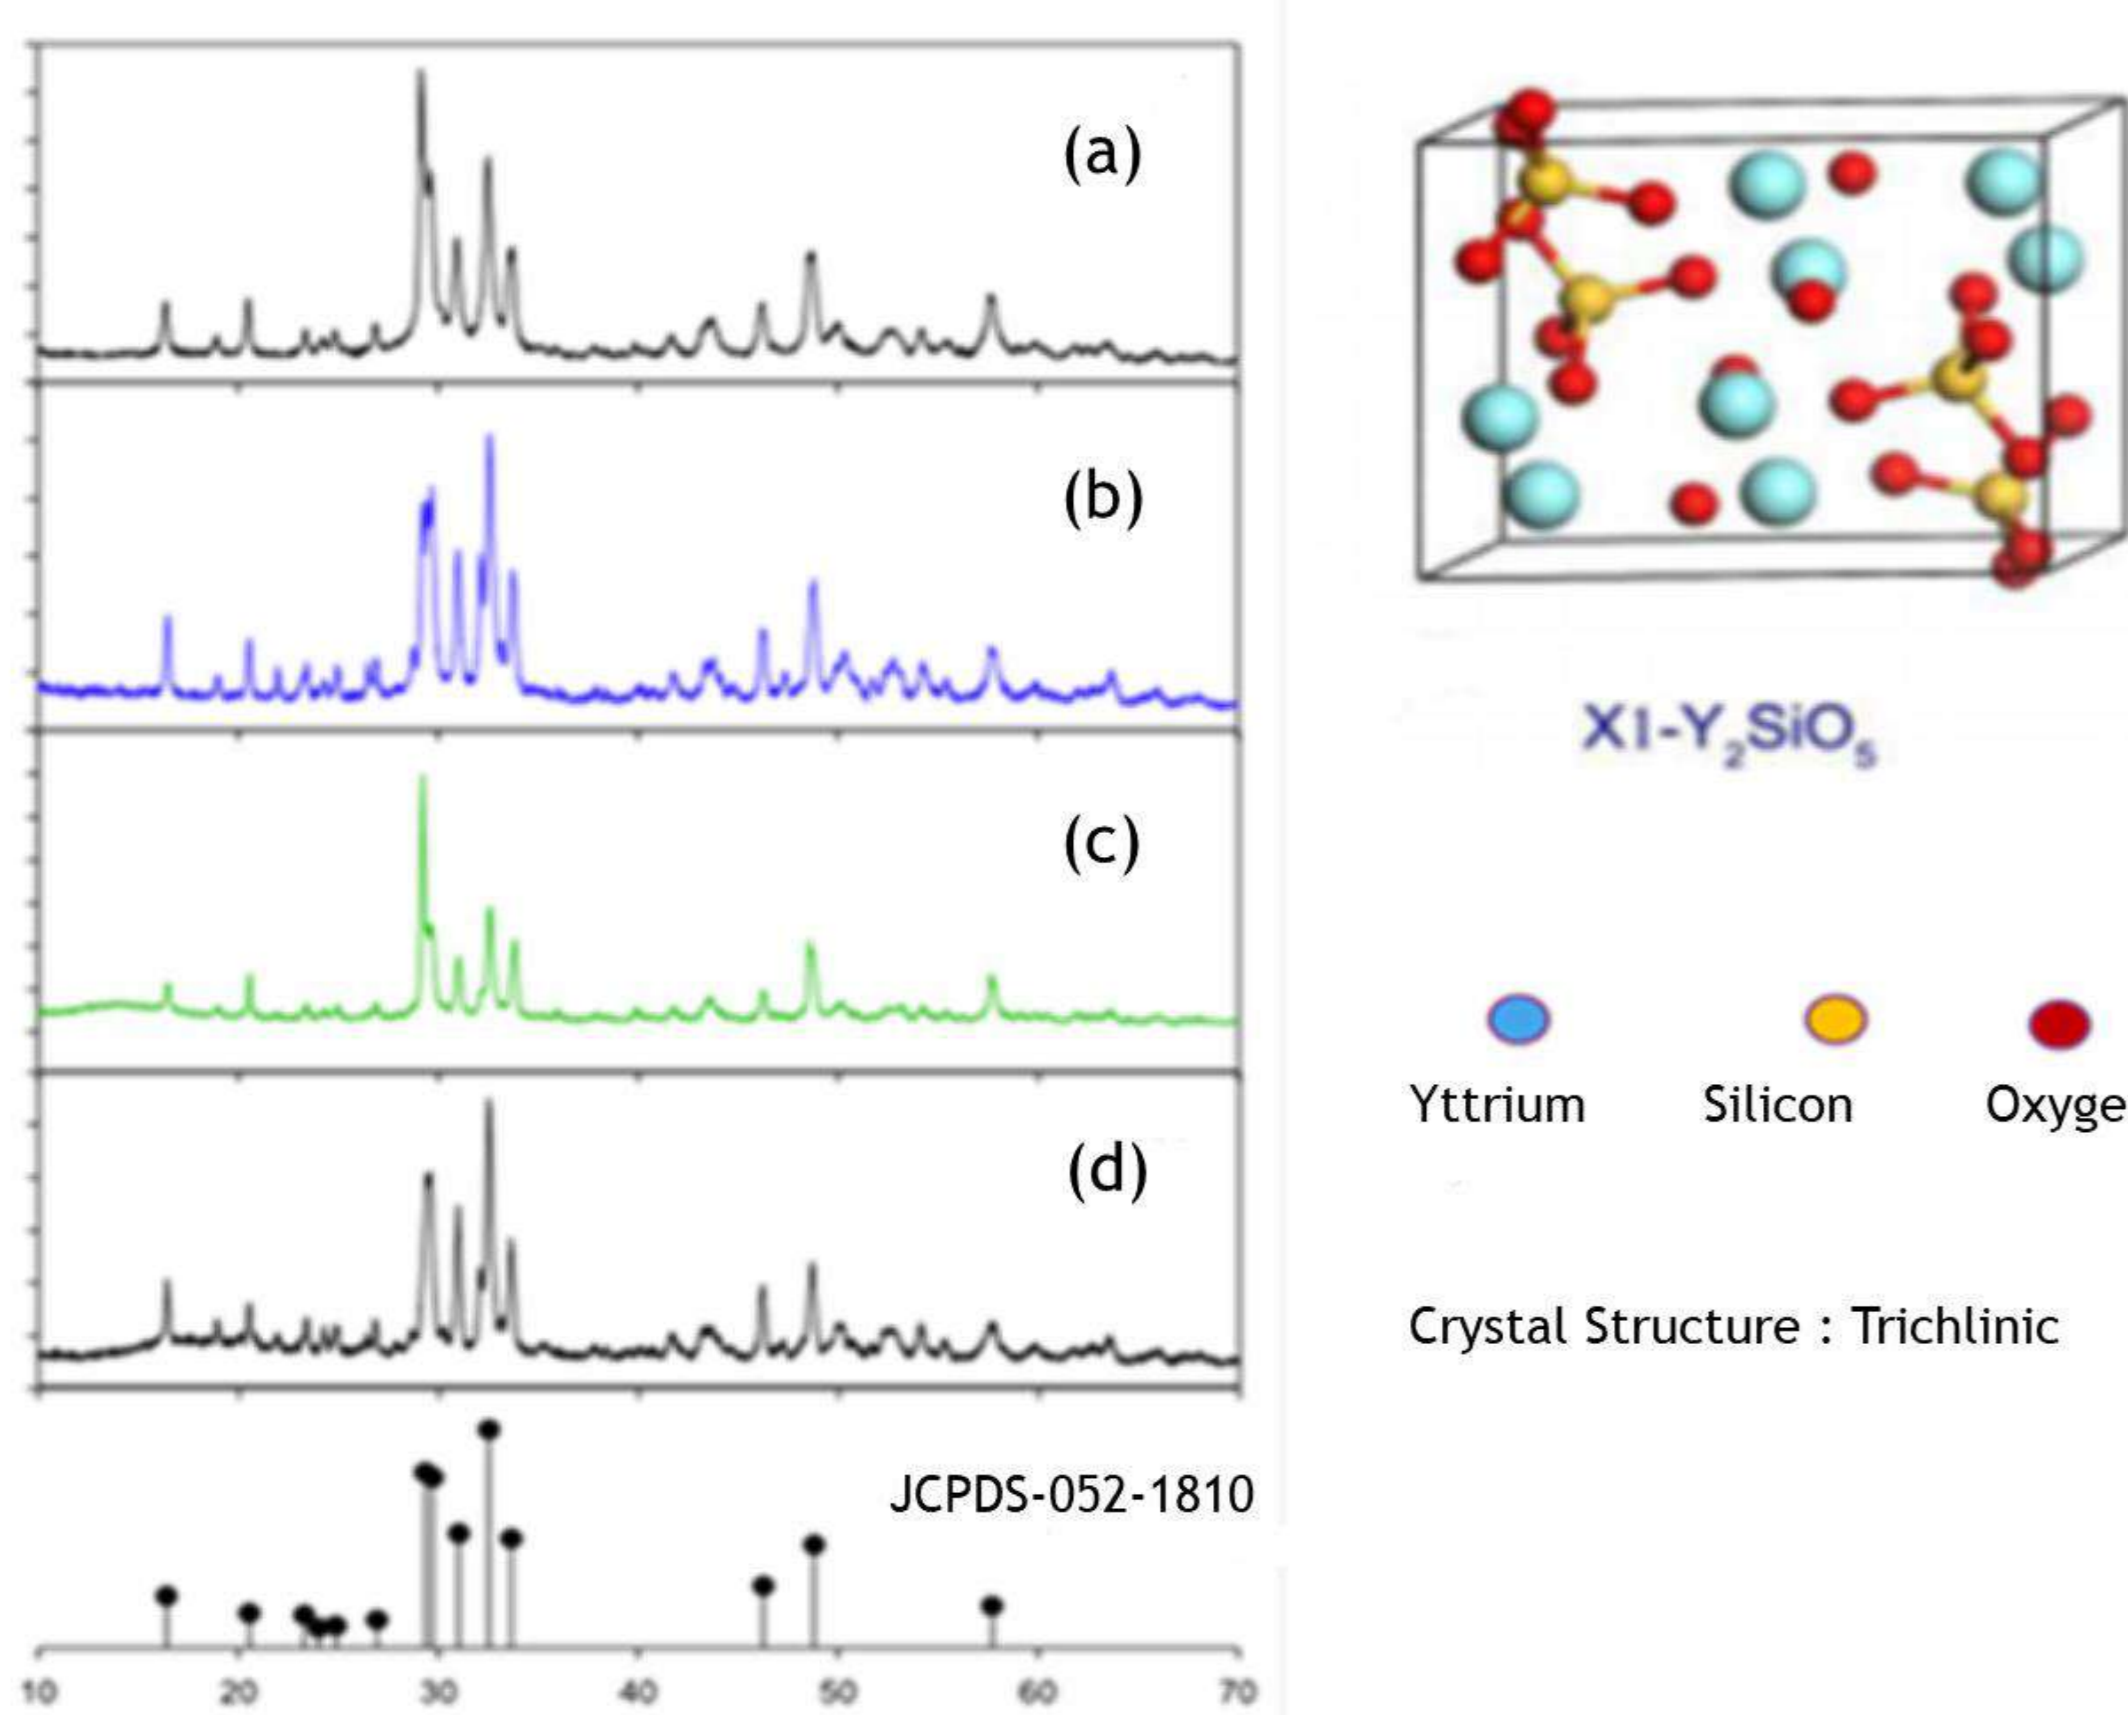 (a)
(b)
(c)
(d)
JCPDS-052-1810
10 20 30 40 50 60 70
X1-Y₂SiO₅
Yttrium Silicon Oxyge
Crystal Structure : Trichlinic